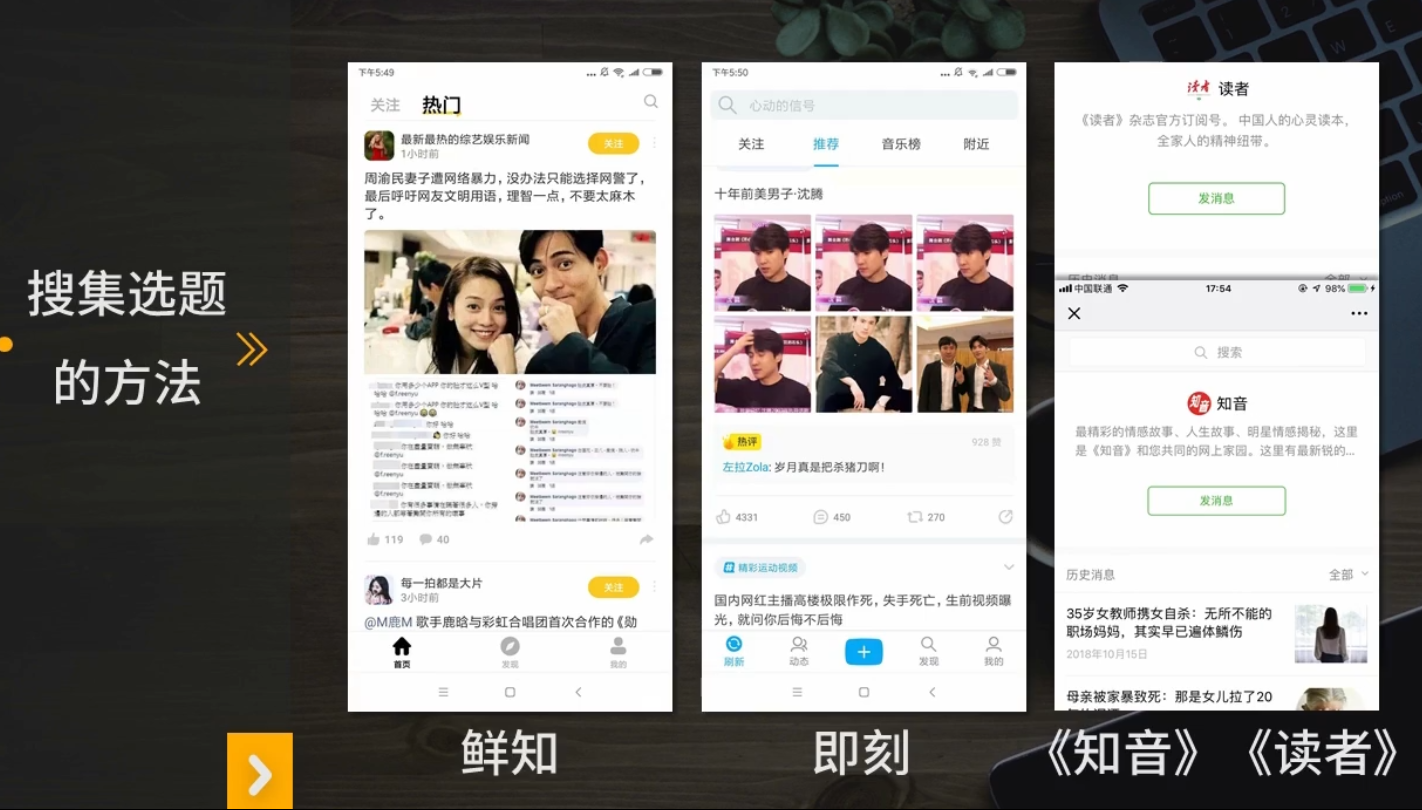 搜集选题
的方法
下午5:49
关注
热门
最新最热的综艺娱乐新闻
1小时前
关注
周渝民妻子遭网络暴力，没办法只能选择网警了，
最后呼吁网友文明用语，理智一点，不要太麻木
了。
119
40
每一拍都是大片
3小时前
关注
@M鹿M 歌手鹿晗与彩虹合唱团首次合作的《勋
首页
发现
我的
鲜知
下午5:50
心动的信号
关注
推荐
音乐榜
附近
十年前美男子·沈腾
热评
928 赞
左拉Zola: 岁月真是把杀猪刀啊！
4331
450
270
精彩运动视频
国内网红主播高楼极限作死，失手死亡，生前视频曝
光，就问你后悔不后悔
刷新
动态
发现
我的
即刻
读者
读者
《读者》杂志官方订阅号。中国人的心灵读本，
全家人的精神纽带。
发消息
历史消息
全部
中国联通
17:54
98%
搜索
知音
知音
最精彩的情感故事、人生故事、明星情感揭秘，这里
是《知音》和您共同的网上家园。这里有最新锐的...
发消息
历史消息
全部
35岁女教师携女自杀：无所不能的
职场妈妈，其实早已遍体鳞伤
2018年10月15日
母亲被家暴致死：那是女儿拉了20
《知音》《读者》